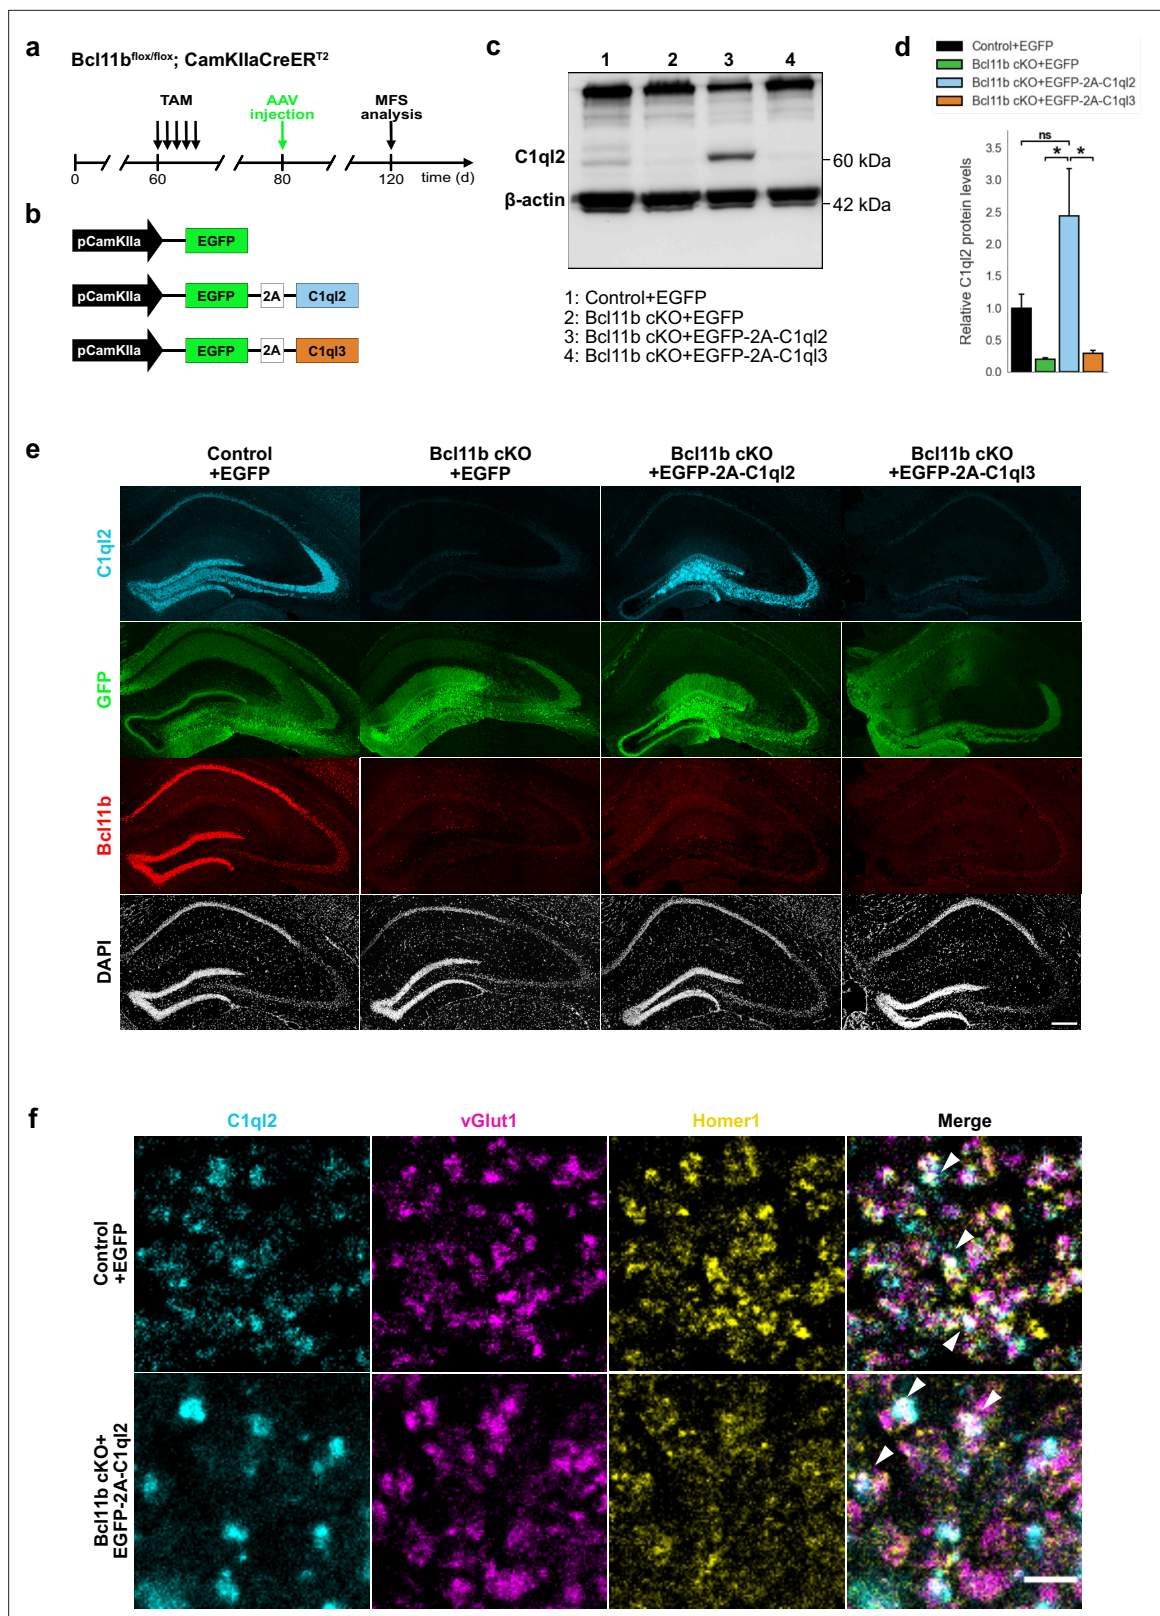 a
Bcl11b^flox/flox; CamKIIaCreER^T2
TAM
AAV
injection
MFS
analysis
0
60
80
120
time (d)
b
pCamKIIa
EGFP
pCamKIIa
EGFP
2A
C1ql2
pCamKIIa
EGFP
2A
C1ql3
c
1 2 3 4
C1ql2
60 kDa
β-actin
42 kDa
1: Control+EGFP
2: Bcl11b cKO+EGFP
3: Bcl11b cKO+EGFP-2A-C1ql2
4: Bcl11b cKO+EGFP-2A-C1ql3
d
Control+EGFP
Bcl11b cKO+EGFP
Bcl11b cKO+EGFP-2A-C1ql2
Bcl11b cKO+EGFP-2A-C1ql3
Relative C1ql2 protein levels
ns
* *
3.5
3.0
2.5
2.0
1.5
1.0
0.5
0.0
e
Control
+EGFP
Bcl11b cKO
+EGFP
Bcl11b cKO
+EGFP-2A-C1ql2
Bcl11b cKO
+EGFP-2A-C1ql3
C1ql2
GFP
Bcl11b
DAPI
f
C1ql2
vGlut1
Homer1
Merge
Control
+EGFP
Bcl11b cKO+
EGFP-2A-C1ql2